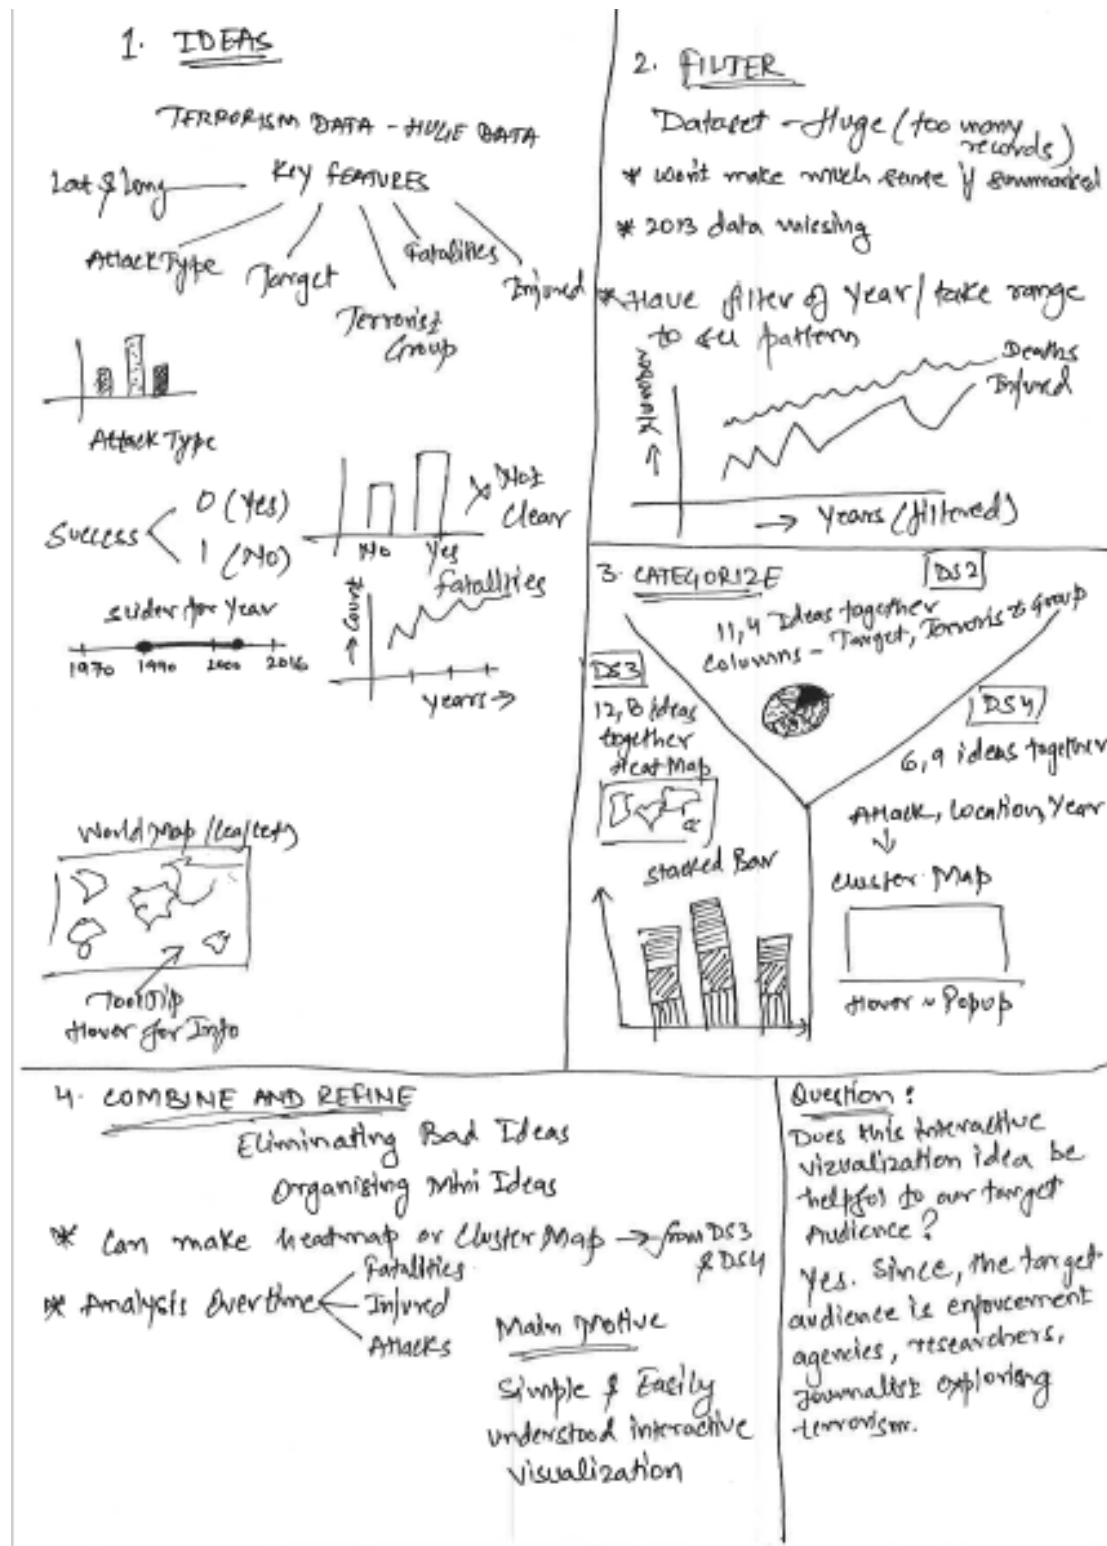 1. IDEAS
TERRORISM DATA - HUGE DATA
Lat & Long
Key FEATURES
Attack Type
Target
Terrorist
Group
Fatalities
Injured
Attack Type
Success
0 (Yes)
1 (No)
No
Yes
Not
Clear
Slider for Year
1970
1990
2000
2016
→ Count
Fatalities
Years →
World Map /
ToolTip
Hover for Info
2. FILTER
Dataset - Huge (too many
records)
* Won't make much sense if summarked
* 2013 data missing
* Have filter of Year / take range
to see pattern
→ Number
Deaths
Injured
→ Years (filtered)
3. CATEGORIZE
DS2
11, 4 Ideas together
Columns - Target, Terrorist Group
DS3
12, 8 ideas
together
Heat Map
Stacked Bar
DS4
6, 9 ideas together
Attack, Location, Year
Cluster Map
Hover ~ Popup
4. COMBINE AND REFINE
Eliminating Bad Ideas
Organising Mini Ideas
* Can make heatmap or Cluster Map → from DS3
& DS4
* Analysis Overtime
Fatalities
Injured
Attacks
Main Motive
Simple & Easily
understood interactive
visualization
Question:
Does this interactive
vizualization idea be
helpful to our target
Audience?
Yes. Since, the target
audience is enforcement
agencies, researchers,
Journalist exploring
terrorism.